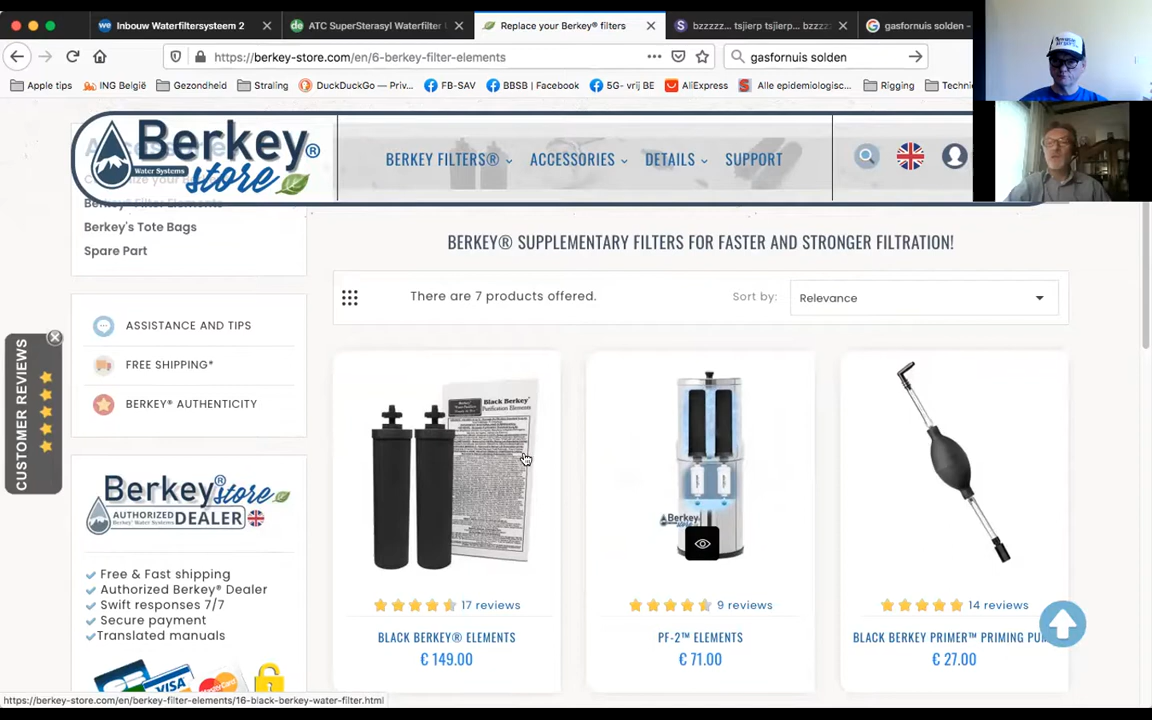 Inbouw Waterfiltersysteem 2
ATC SuperSterasyl Waterfilter
Replace your Berkey® filters
bzzzzz... tsjierp tsjierp... bzzzz
gasfornuis solden
https://berkey-store.com/en/6-berkey-filter-elements
gasfornuis solden
Apple tips
ING België
Gezondheid
Straling
DuckDuckGo — Priv...
FB-SAV
BBSB | Facebook
5G- vrij BE
AliExpress
Alle epidemiologisc...
Rigging
Techni
Berkey®
Water Systems
store
BERKEY FILTERS®
ACCESSORIES
DETAILS
SUPPORT
Berkey's Tote Bags
Spare Part
BERKEY® SUPPLEMENTARY FILTERS FOR FASTER AND STRONGER FILTRATION!
There are 7 products offered.
Sort by:
Relevance
ASSISTANCE AND TIPS
FREE SHIPPING*
BERKEY® AUTHENTICITY
CUSTOMER REVIEWS
Berkey® store
AUTHORIZED DEALER
Berkey® Water Systems
Free & Fast shipping
Authorized Berkey® Dealer
Swift responses 7/7
Secure payment
Translated manuals
VISA
MasterCard
Black Berkey®
Purification Elements
Berkey
store
17 reviews
BLACK BERKEY® ELEMENTS
€ 149.00
9 reviews
PF-2™ ELEMENTS
€ 71.00
14 reviews
BLACK BERKEY PRIMER™ PRIMING PU
€ 27.00
https://berkey-store.com/en/berkey-filter-elements/16-black-berkey-water-filter.html